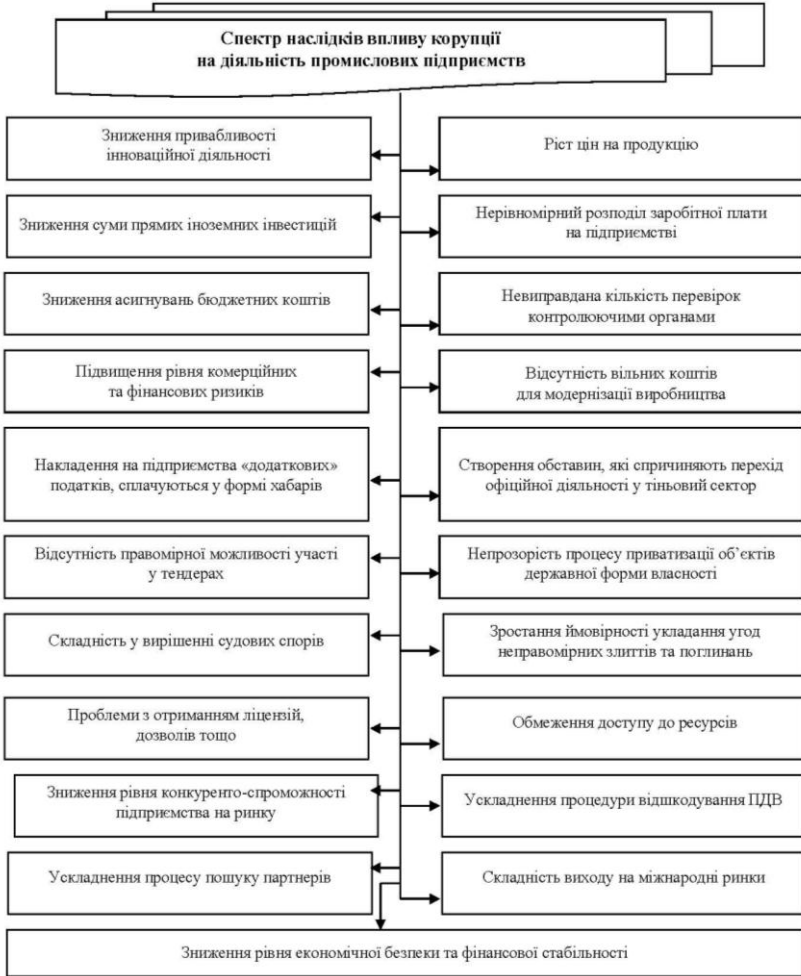 Спектр наслідків впливу корупції
на діяльність промислових підприємств
Зниження привабливості
інноваційної діяльності
Ріст цін на продукцію
Зниження суми прямих іноземних інвестицій
Нерівномірний розподіл заробітної плати
на підприємстві
Зниження асигнувань бюджетних коштів
Невиправдана кількість перевірок
контролюючими органами
Підвищення рівня комерційних
та фінансових ризиків
Відсутність вільних коштів
для модернізації виробництва
Накладення на підприємства «додаткових»
податків, сплачуються у формі хабарів
Створення обставин, які спричиняють перехід
офіційної діяльності у тіньовий сектор
Відсутність правомірної можливості участі
у тендерах
Непрозорість процесу приватизації об’єктів
державної форми власності
Складність у вирішенні судових спорів
Зростання ймовірності укладання угод
неправомірних злиттів та поглинань
Проблеми з отриманням ліцензій,
дозволів тощо
Обмеження доступу до ресурсів
Зниження рівня конкуренто-спроможності
підприємства на ринку
Ускладнення процедури відшкодування ПДВ
Ускладнення процесу пошуку партнерів
Складність виходу на міжнародні ринки
Зниження рівня економічної безпеки та фінансової стабільності